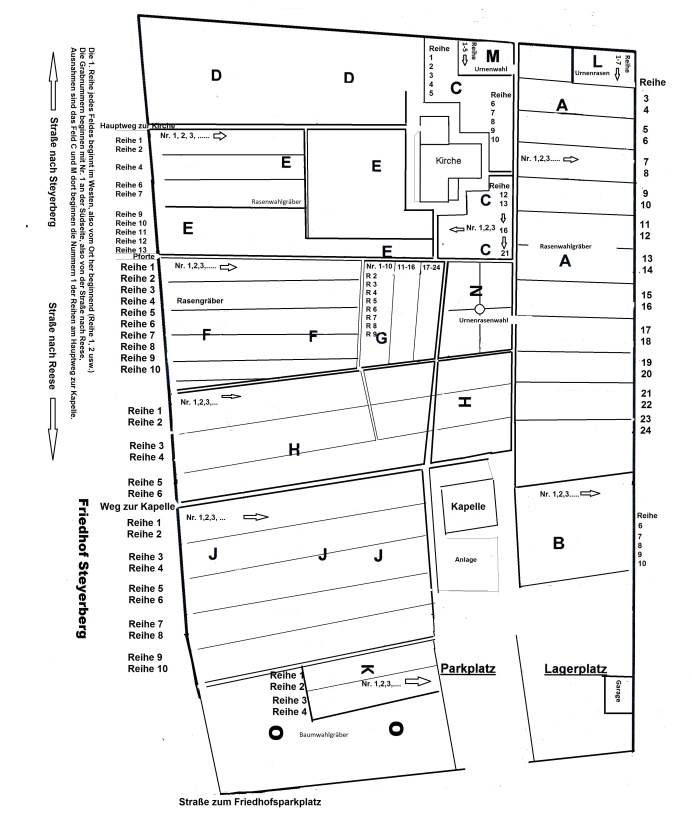 Friedhof Steyerberg
Straße nach Steyerberg
Straße nach Reese
Die 1. Reihe jedes Feldes beginnt im Westen, also vom Ort her beginnend (Reihe 1, 2 usw.)
Die Grabnummern beginnen mit Nr. 1 an der Südseite, also von der Straße nach Reese.
Ausnahmen sind das Feld C und M dort beginnen die Nummern 1 der Reihen am Hauptweg zur Kapelle.
D
D
Reihe
1
2
3
4
5
C
Reihe
1-5
M
Urnenwahl
Reihe
6
7
8
9
10
L
Urnenrasen
Reihe
1-7
Reihe
3
4
5
6
7
8
9
10
11
12
13
14
15
16
17
18
19
20
21
22
23
24
A
Nr. 1,2,3.....
Rasenwahlgräber
A
Hauptweg zur Kirche
Reihe 1
Reihe 2
Reihe 4
Reihe 6
Reihe 7
Reihe 9
Reihe 10
Reihe 11
Reihe 12
Reihe 13
Nr. 1, 2, 3, ......
E
E
Rasenwahlgräber
E
E
Kirche
Reihe
12
13
16
21
C
Nr. 1,2,3
C
Pforte
Reihe 1
Reihe 2
Reihe 3
Reihe 4
Reihe 5
Reihe 6
Reihe 7
Reihe 8
Reihe 9
Reihe 10
Nr. 1,2,3,.....
Rasengräber
F
F
Nr. 1-10
11-16
17-24
R 2
R 3
R 4
R 5
R 6
R 7
R 8
R 9
G
N
Urnenrasenwahl
Nr. 1,2,3,...
Reihe 1
Reihe 2
Reihe 3
Reihe 4
Reihe 5
Reihe 6
H
H
Weg zur Kapelle
Reihe 1
Reihe 2
Reihe 3
Reihe 4
Reihe 5
Reihe 6
Reihe 7
Reihe 8
Reihe 9
Reihe 10
Nr. 1,2,3, ...
J
J
J
Kapelle
Anlage
Nr. 1,2,3.....
B
Reihe
6
7
8
9
10
Reihe 1
Reihe 2
Reihe 3
Reihe 4
K
Nr. 1,2,3,....
Parkplatz
Lagerplatz
Garage
O
Baumwahlgräber
O
Straße zum Friedhofsparkplatz